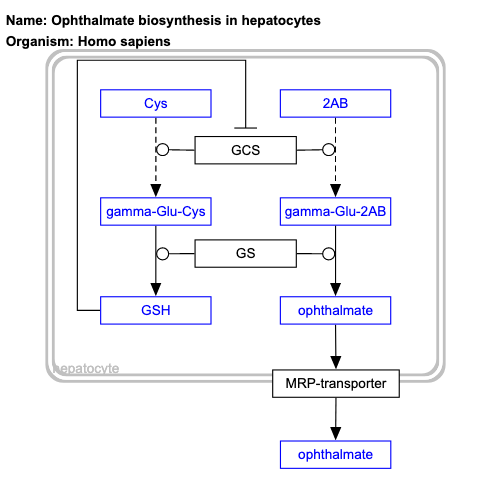 Name: Ophthalmate biosynthesis in hepatocytes
Organism: Homo sapiens
Cys
2AB
GCS
gamma-Glu-Cys
gamma-Glu-2AB
GS
GSH
ophthalmate
hepatocyte
MRP-transporter
ophthalmate